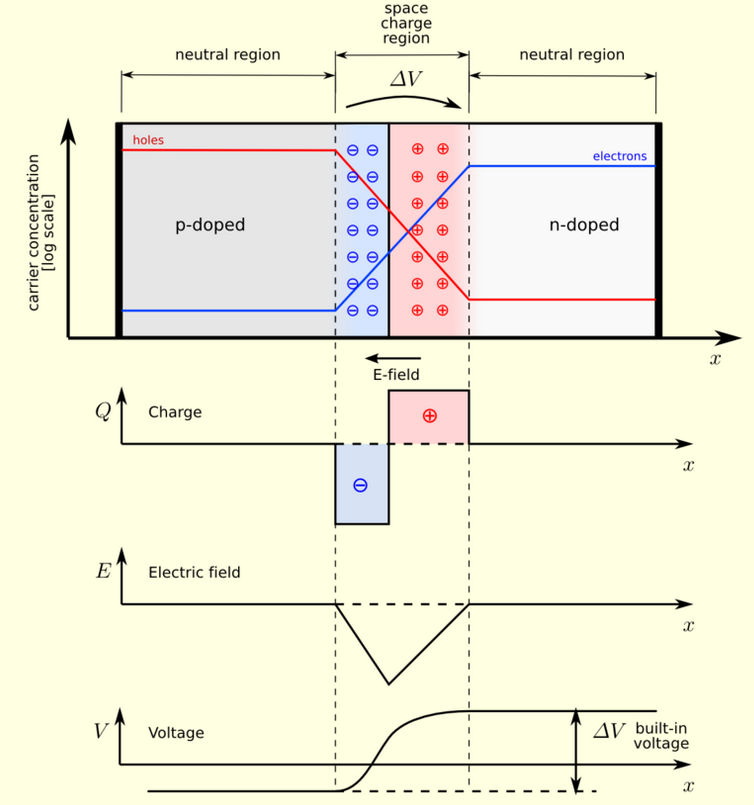 space
charge
region
neutral region
neutral region
ΔV
holes
electrons
p-doped
n-doped
carrier concentration
[log scale]
⊖ ⊖ ⊕ ⊕
⊖ ⊖ ⊕ ⊕
⊖ ⊖ ⊕ ⊕
⊖ ⊖ ⊕ ⊕
⊖ ⊖ ⊕ ⊕
⊖ ⊖ ⊕ ⊕
⊖ ⊖ ⊕ ⊕
x
E-field
Q Charge
⊕
x
⊖
E Electric field
x
V Voltage
ΔV built-in
voltage
x